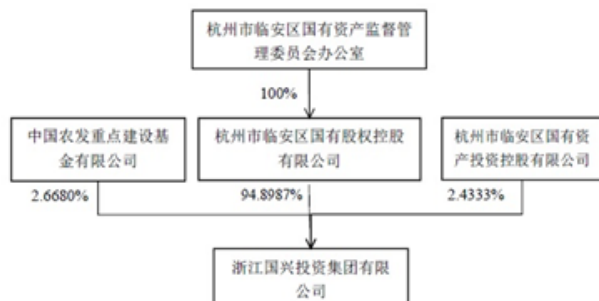 杭州市临安区国有资产监督管
理委员会办公室
100%
中国农发重点建设基
金有限公司
杭州市临安区国有股权控股
有限公司
杭州市临安区国有资
产投资控股有限公司
2.6680%
94.8987%
2.4333%
浙江国兴投资集团有限
公司